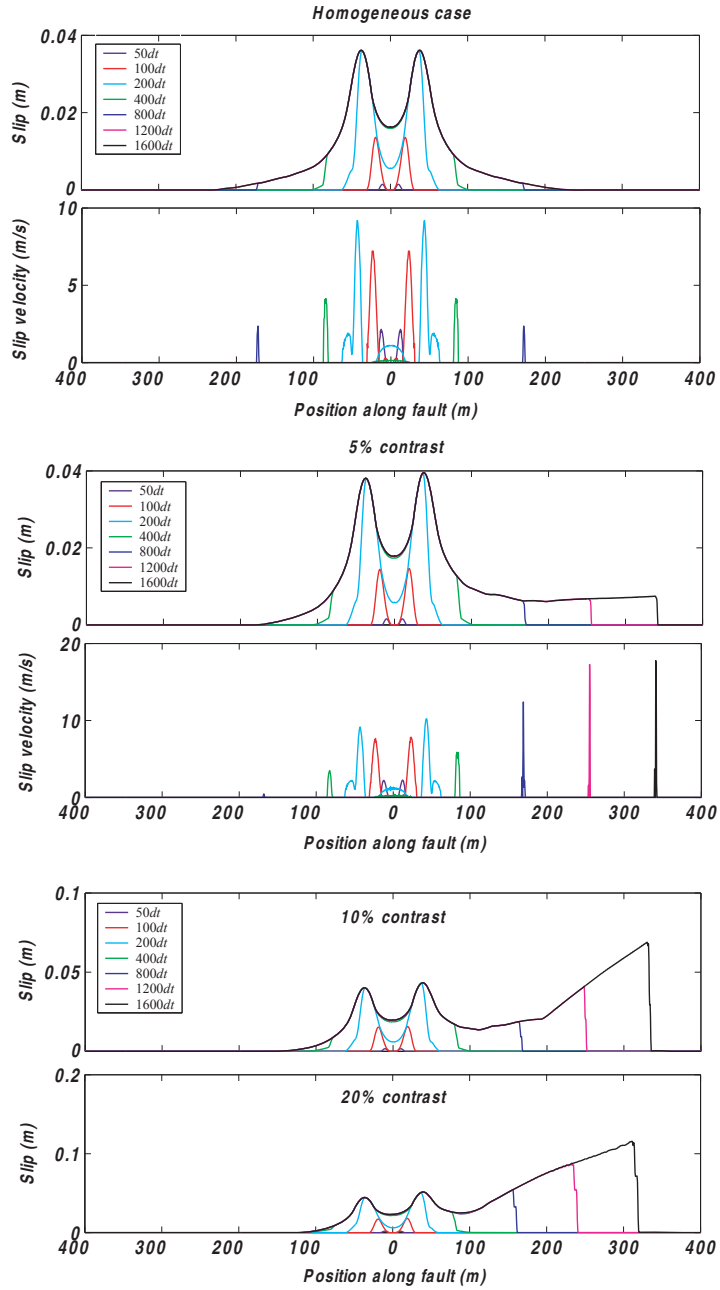 Homogeneous case
0.04
0.02
0
Slip (m)
50dt
100dt
200dt
400dt
800dt
1200dt
1600dt
200 100 0 100 200
10
5
0
Slip velocity (m/s)
400 300 200 100 0 100 200 300 400
Position along fault (m)
5% contrast
0.04
0.02
0
Slip (m)
50dt
100dt
200dt
400dt
800dt
1200dt
1600dt
20
10
0
Slip velocity (m/s)
400 300 200 100 0 100 200 300 400
Position along fault (m)
10% contrast
0.1
0.05
0
Slip (m)
50dt
100dt
200dt
400dt
800dt
1200dt
1600dt
20% contrast
0.2
0.1
0
Slip (m)
400 300 200 100 0 100 200 300 400
Position along fault (m)